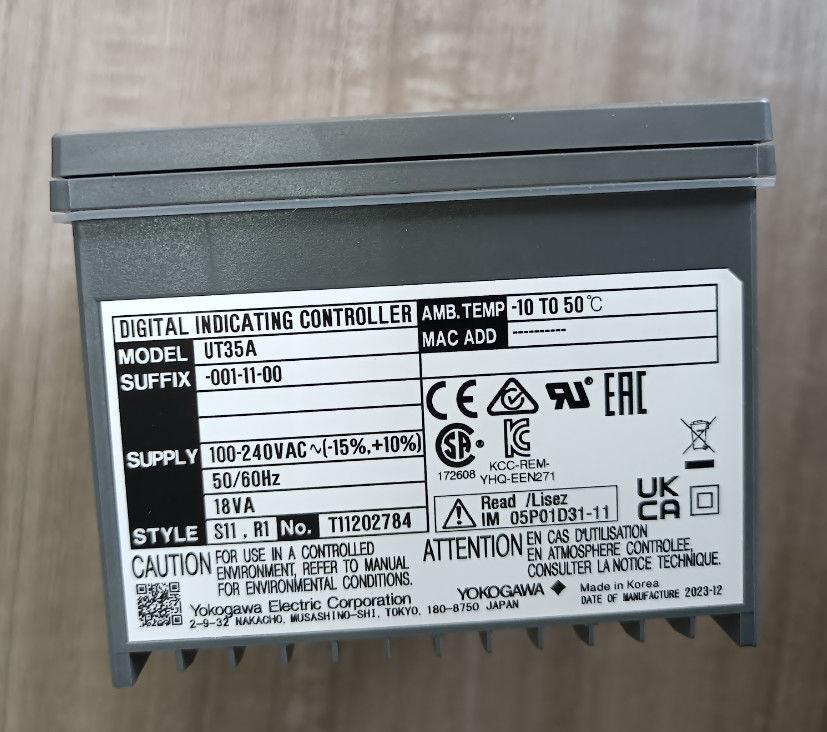 DIGITAL INDICATING CONTROLLER
MODEL UT35A
SUFFIX -001-11-00
SUPPLY 100-240VAC ~(-15%,+10%)
50/60Hz
18VA
STYLE S11 , R1 No. T11202784
AMB.TEMP -10 TO 50℃
MAC ADD ----------
CE RU® EAC
SA® KC
172608 KCC-REM-
YHQ-EEN271
Read /Lisez
IM 05P01D31-11
UK
CA
CAUTION FOR USE IN A CONTROLLED
ENVIRONMENT, REFER TO MANUAL
FOR ENVIRONMENTAL CONDITIONS.
ATTENTION EN CAS D'UTILISATION
EN ATMOSPHERE CONTROLEE,
CONSULTER LA NOTICE TECHNIQUE.
Yokogawa Electric Corporation
2-9-32 NAKACHO, MUSASHINO-SHI, TOKYO, 180-8750 JAPAN
YOKOGAWA
Made in Korea
DATE OF MANUFACTURE 2023-12